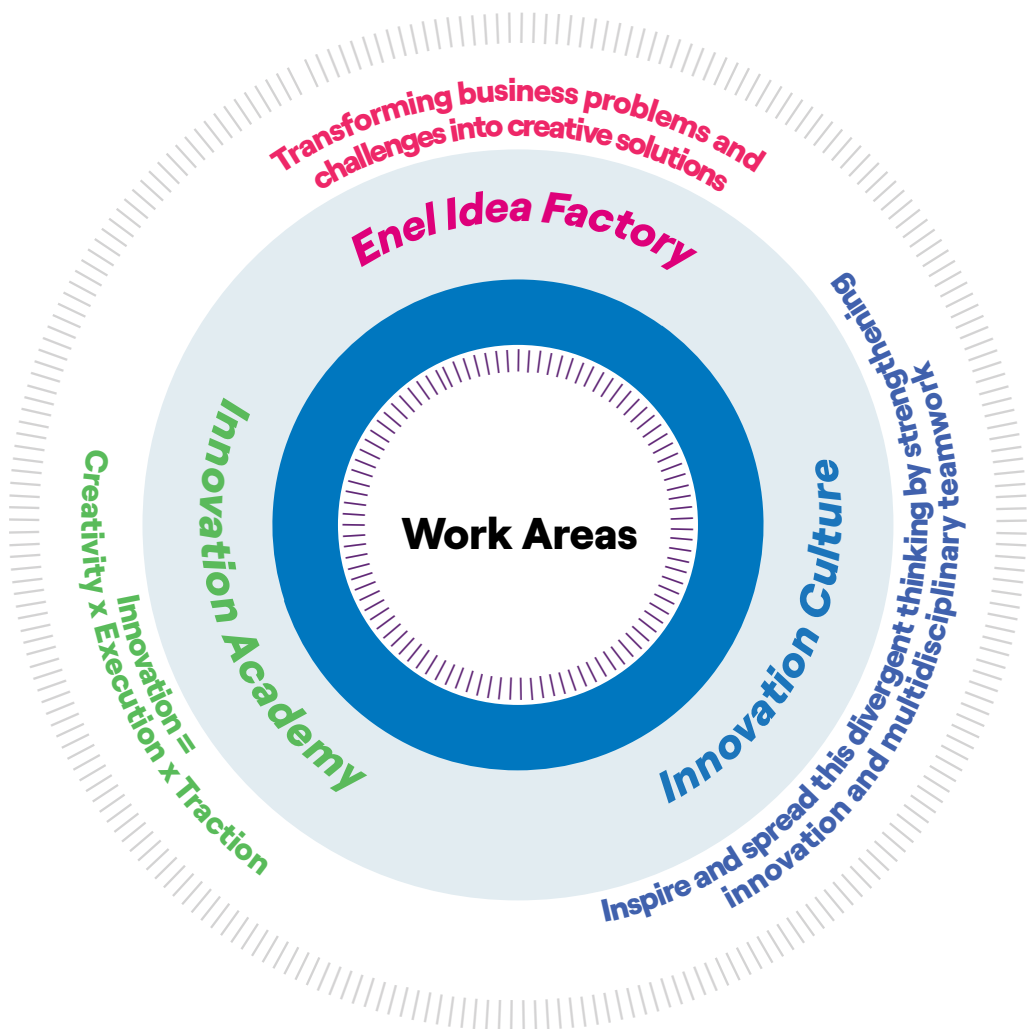 Transforming business problems and
challenges into creative solutions
Enel Idea Factory
Inspire and spread this divergent thinking by strengthening
innovation and multidisciplinary teamwork
Innovation Culture
Innovation Academy
Innovation =
Creativity x Execution x Traction
Work Areas